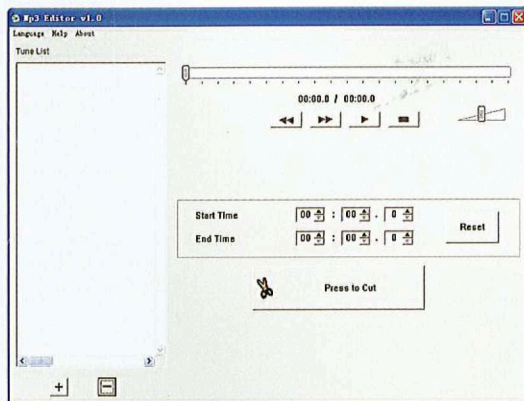 Mp3 Editor v1.0
Language Help About
Tune List
00:00.0 / 00:00.0
Start Time 00 : 00 . 0
End Time 00 : 00 . 0
Reset
Press to Cut
+ −